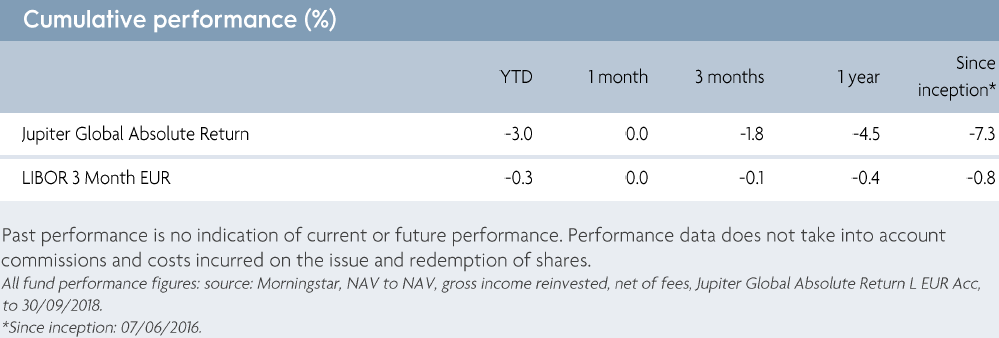 Cumulative performance (%)
YTD 1 month 3 months 1 year Since inception*
Jupiter Global Absolute Return -3.0 0.0 -1.8 -4.5 -7.3
LIBOR 3 Month EUR -0.3 0.0 -0.1 -0.4 -0.8
Past performance is no indication of current or future performance. Performance data does not take into account
commissions and costs incurred on the issue and redemption of shares.
All fund performance figures: source: Morningstar, NAV to NAV, gross income reinvested, net of fees, Jupiter Global Absolute Return L EUR Acc,
to 30/09/2018.
*Since inception: 07/06/2016.